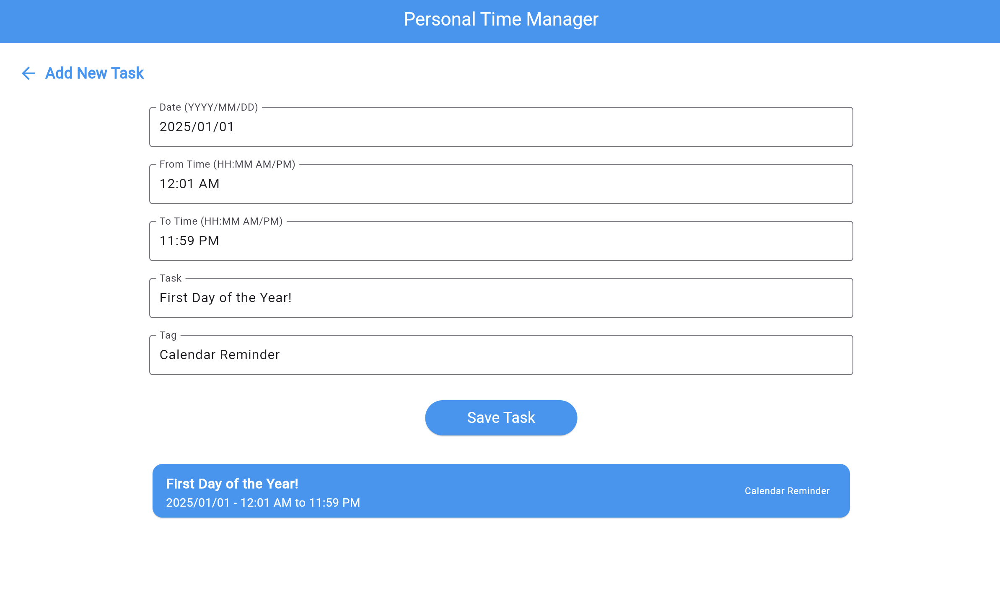 Personal Time Manager
Add New Task
Date (YYYY/MM/DD)
2025/01/01
From Time (HH:MM AM/PM)
12:01 AM
To Time (HH:MM AM/PM)
11:59 PM
Task
First Day of the Year!
Tag
Calendar Reminder
Save Task
First Day of the Year!
2025/01/01 - 12:01 AM to 11:59 PM
Calendar Reminder